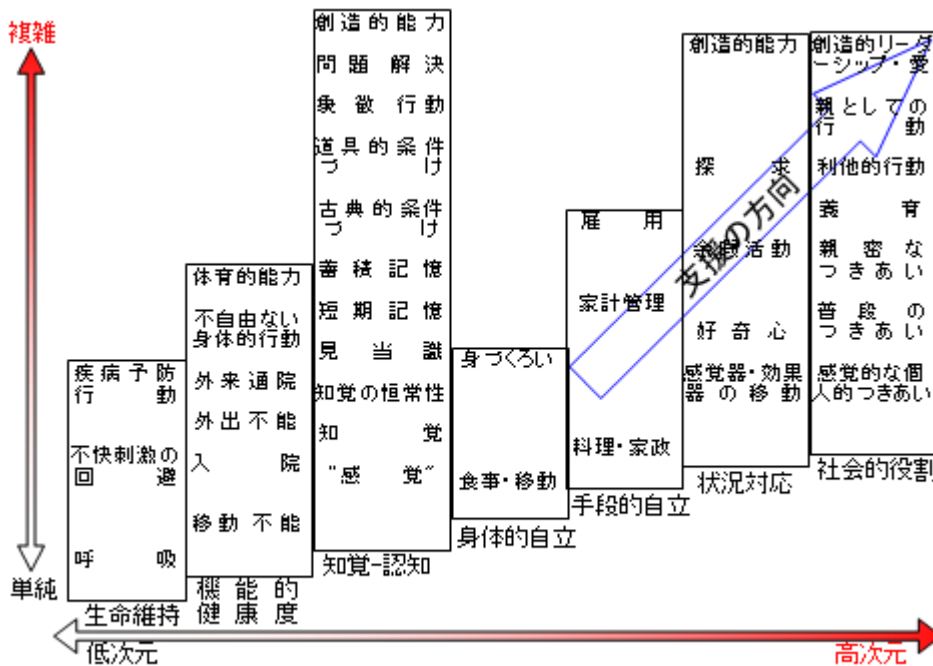 複雑
単純
疾病予防
行動
不快刺激の
回避
呼吸
生命維持
体育的能力
不自由ない
身体的行動
外来通院
外出不能
入院
移動不能
機能的
健康度
創造的能力
問題解決
象徴行動
道具的条件
づけ
古典的条件
づけ
蓄積記憶
短期記憶
見当識
知覚の恒常性
知覚
"感覚"
知覚-認知
身づくろい
食事・移動
身体的自立
雇用
家計管理
料理・家政
手段的自立
創造的能力
探求
余暇活動
好奇心
感覚器・効果
器の移動
状況対応
創造的リーダ
ーシップ・愛
親としての
行動
利他的行動
養育
親密な
つきあい
普段の
つきあい
感覚的な個
人的つきあい
社会的役割
支援の方向
低次元
高次元